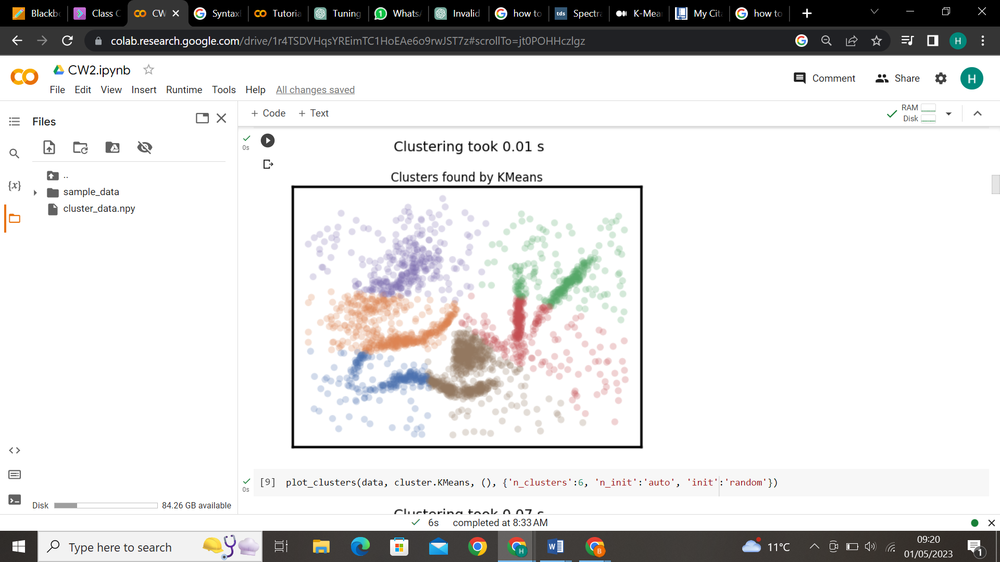 Blackb
Class C
CW
Syntax
Tutoria
Tuning
1
Whats
Invalid
how to
tds
Spectr
K-Mea
My Cit
how to
colab.research.google.com/drive/1r4TSDVHqsYREimTC1HoEAe6o9rwJST7z#scrollTo=jt0POHHczlgz
H
CW2.ipynb
File Edit View Insert Runtime Tools Help All changes saved
Comment
Share
H
Files
+ Code + Text
RAM
Disk
..
{x}
sample_data
cluster_data.npy
0s
Clustering took 0.01 s
Clusters found by KMeans
0s
[9] plot_clusters(data, cluster.KMeans, (), {'n_clusters':6, 'n_init':'auto', 'init':'random'})
Clustering took 0.07 s
Disk
84.26 GB available
6s completed at 8:33 AM
Type here to search
H
B
11°C
09:20
01/05/2023
1